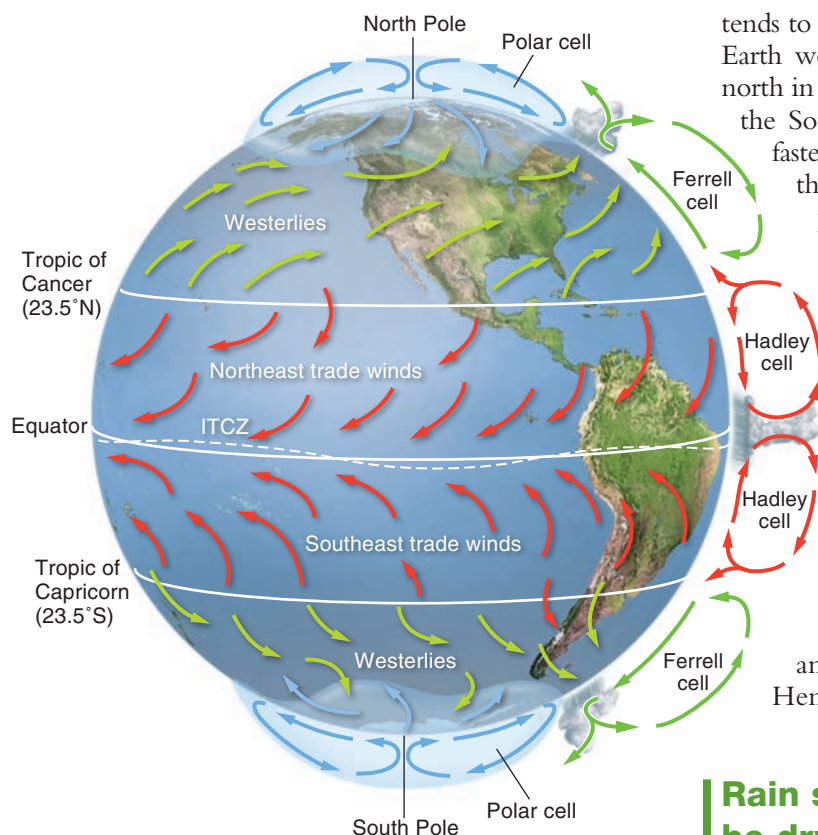 North Pole
Polar cell
tends to
Earth
north in
the So
faste
th
Ferrell
cell
Westerlies
Tropic of
Cancer
(23.5°N)
Hadley
cell
Northeast trade winds
Equator
ITCZ
Hadley
cell
Southeast trade winds
Tropic of
Capricorn
(23.5°S)
Westerlies
Ferrell
cell
an
Hen
Polar cell
South Pole
Rain s